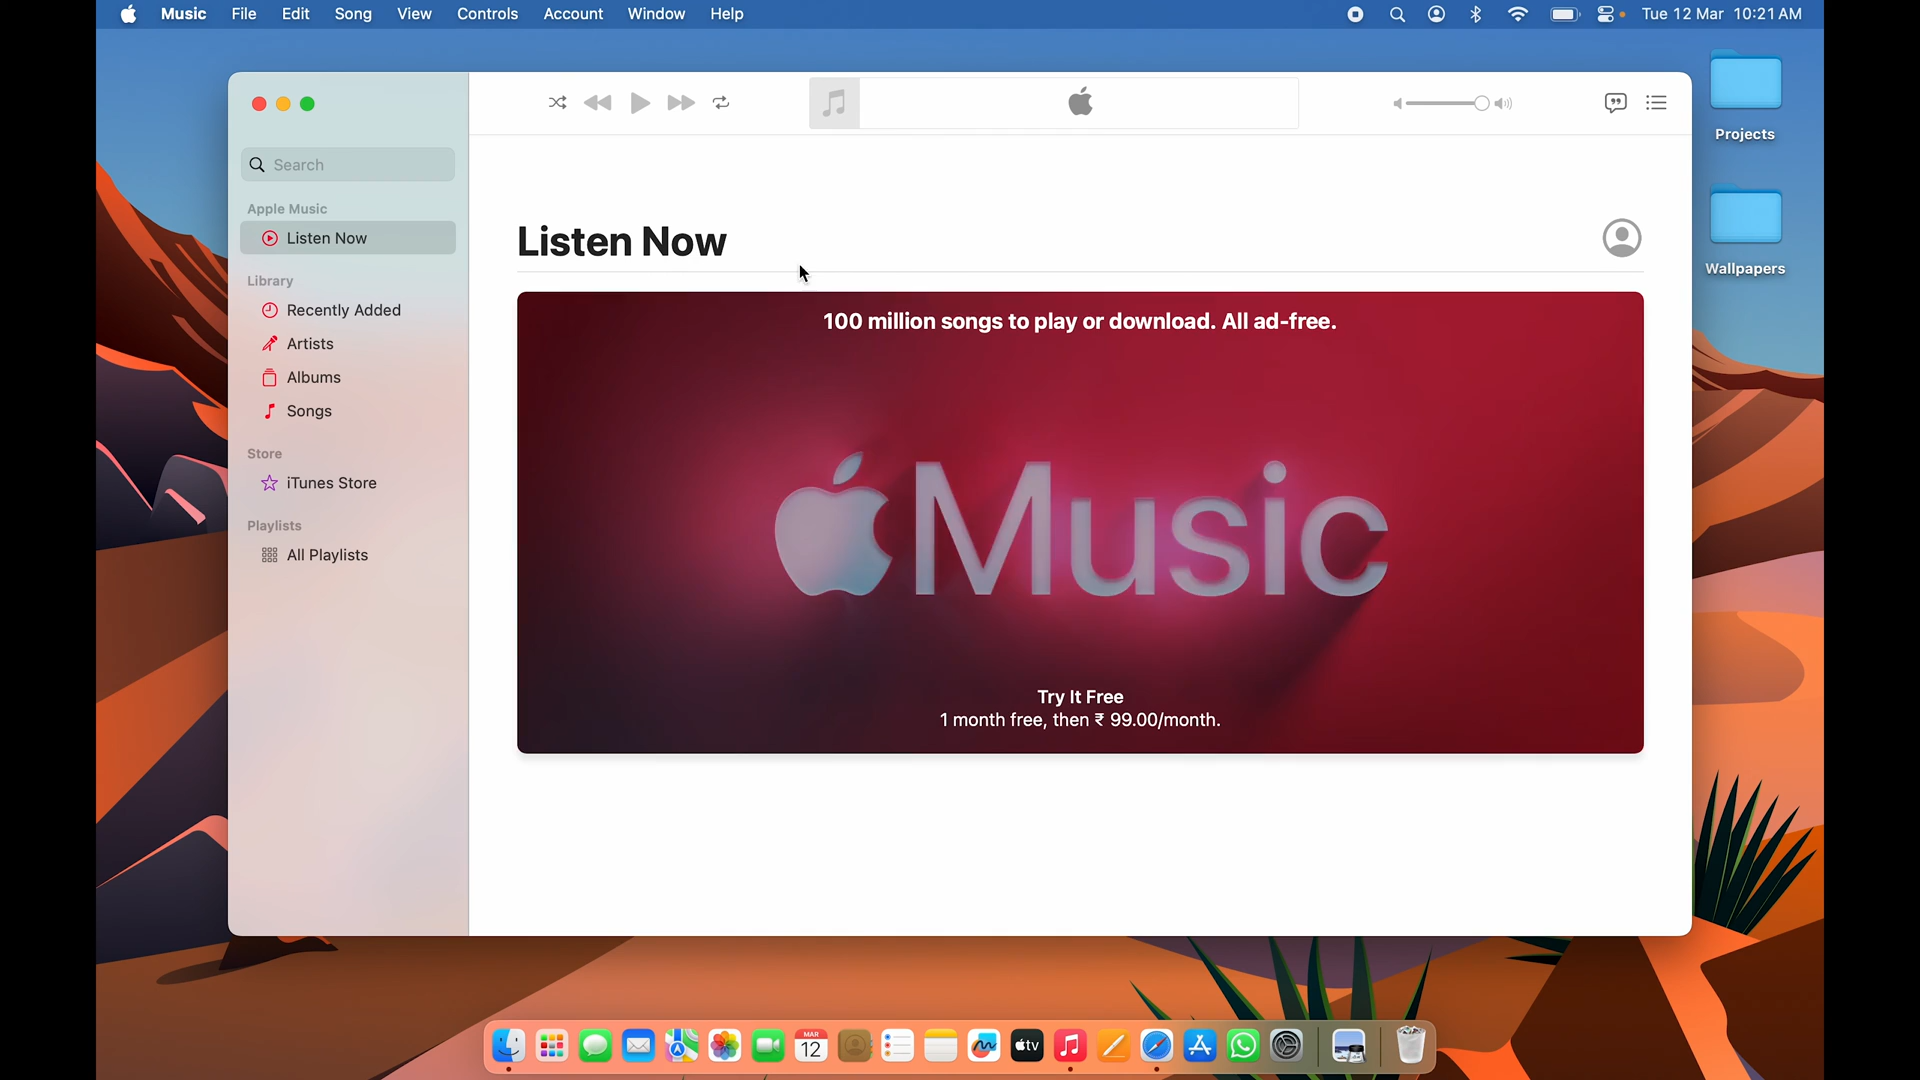 Music File Edit Song View Controls Account Window Help Tue 12 Mar 10:21 AM
Search
Apple Music
Listen Now
Library
Recently Added
Artists
Albums
Songs
Store
iTunes Store
Playlists
All Playlists
Listen Now
100 million songs to play or download. All ad-free.
Music
Try It Free
1 month free, then ₹ 99.00/month.
Projects
Wallpapers
MAR
12
tv